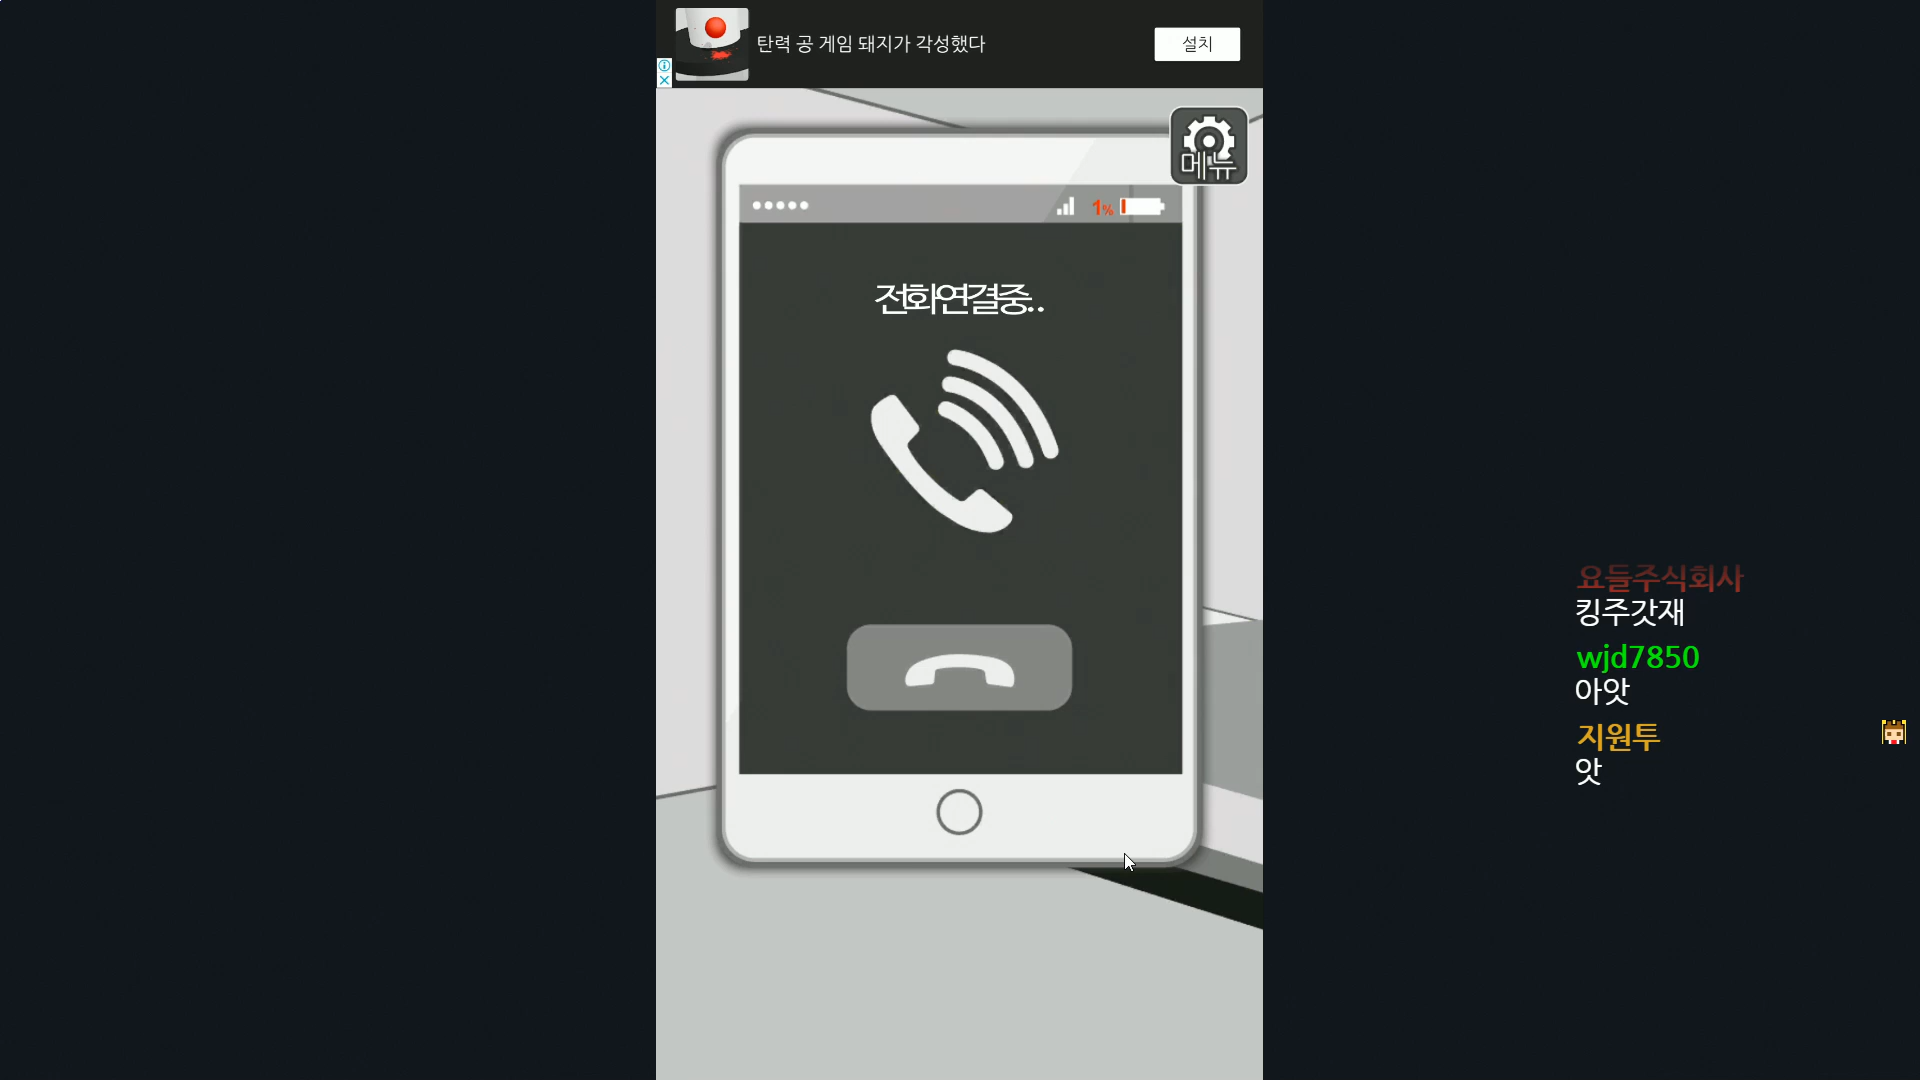 탄력 공 게임 돼지가 각성했다
설치
메뉴
1%
전화연결중..
요들주식회사
킹주갓재
wjd7850
아앗
지원투
앗